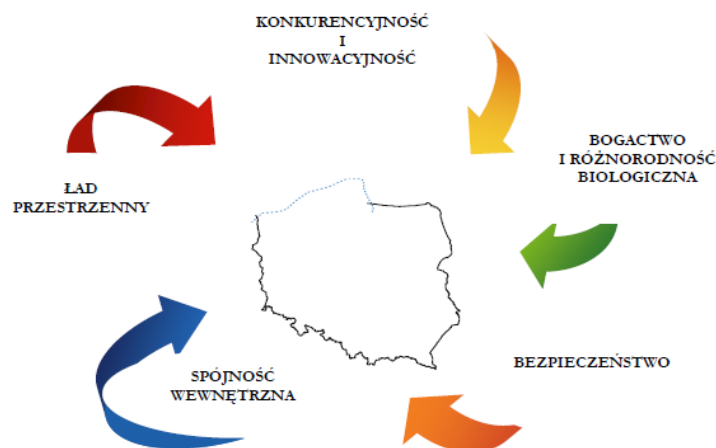 KONKURENCYJNOŚĆ
I
INNOWACYJNOŚĆ
BOGACTWO
I RÓŻNORODNOŚĆ
BIOLOGICZNA
ŁAD
PRZESTRZENNY
BEZPIECZEŃSTWO
SPÓJNOŚĆ
WEWNĘTRZNA